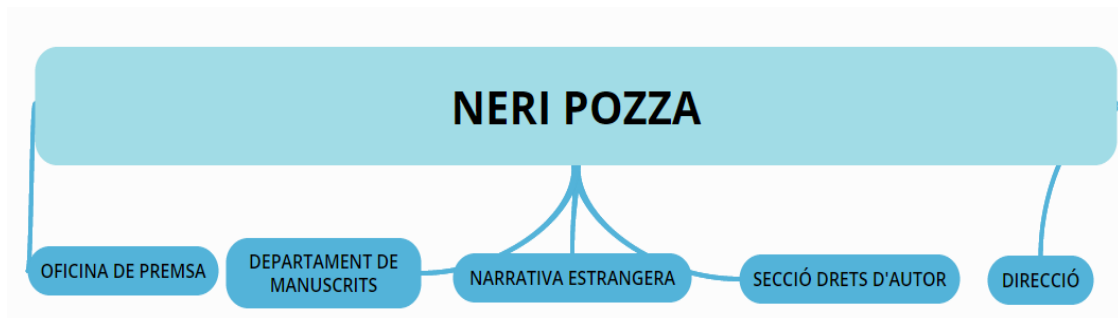 NERI POZZA
OFICINA DE PREMSA
DEPARTAMENT DE
MANUSCRITS
NARRATIVA ESTRANGERA
SECCIÓ DRETS D'AUTOR
DIRECCIÓ